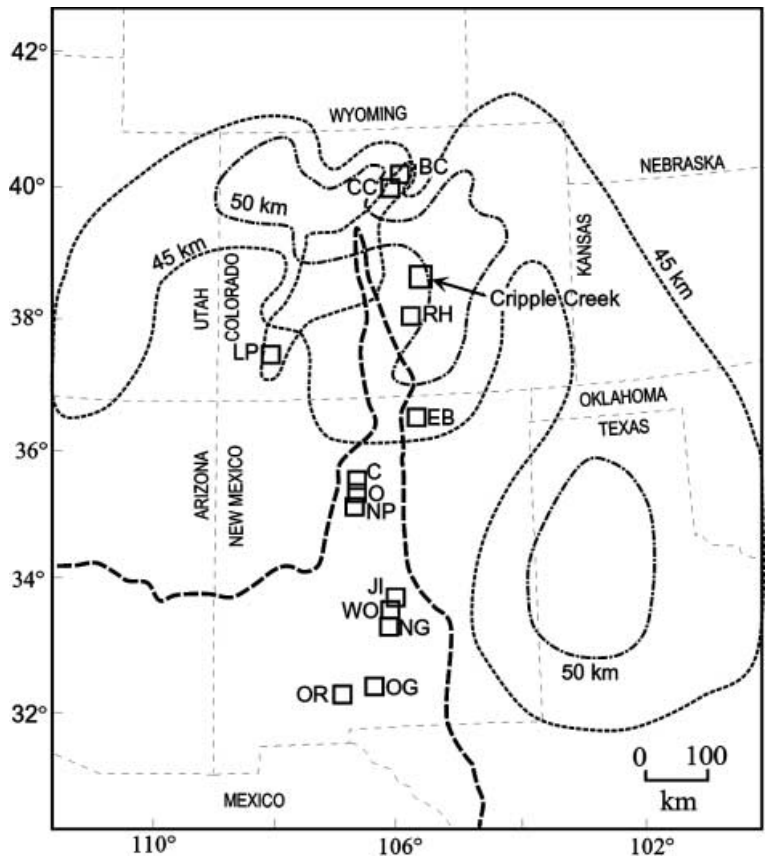 42°
WYOMING
BC
NEBRASKA
40°
CC
50 km
KANSAS
45 km
45 km
UTAH
COLORADO
Cripple Creek
38°
RH
LP
OKLAHOMA
EB
TEXAS
36°
ARIZONA
NEW MEXICO
C
O
NP
34°
JI
WO
NG
50 km
OR
OG
32°
0 100
km
MEXICO
110° 106° 102°